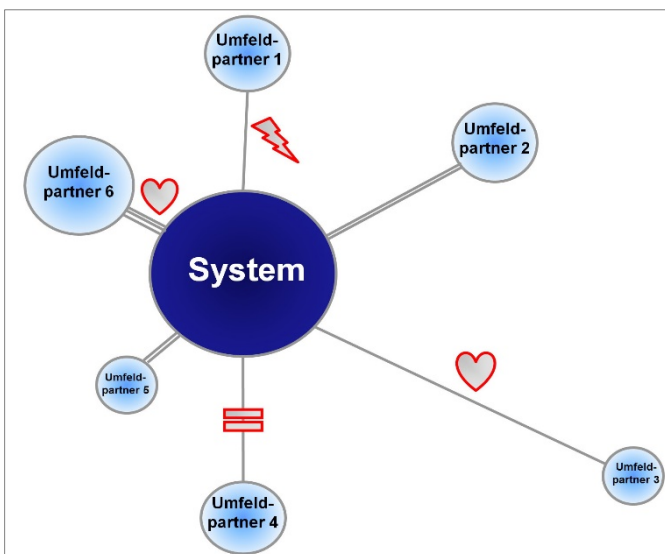 Umfeld-
partner 1
Umfeld-
partner 2
Umfeld-
partner 6
System
Umfeld-
partner 5
Umfeld-
partner 3
Umfeld-
partner 4